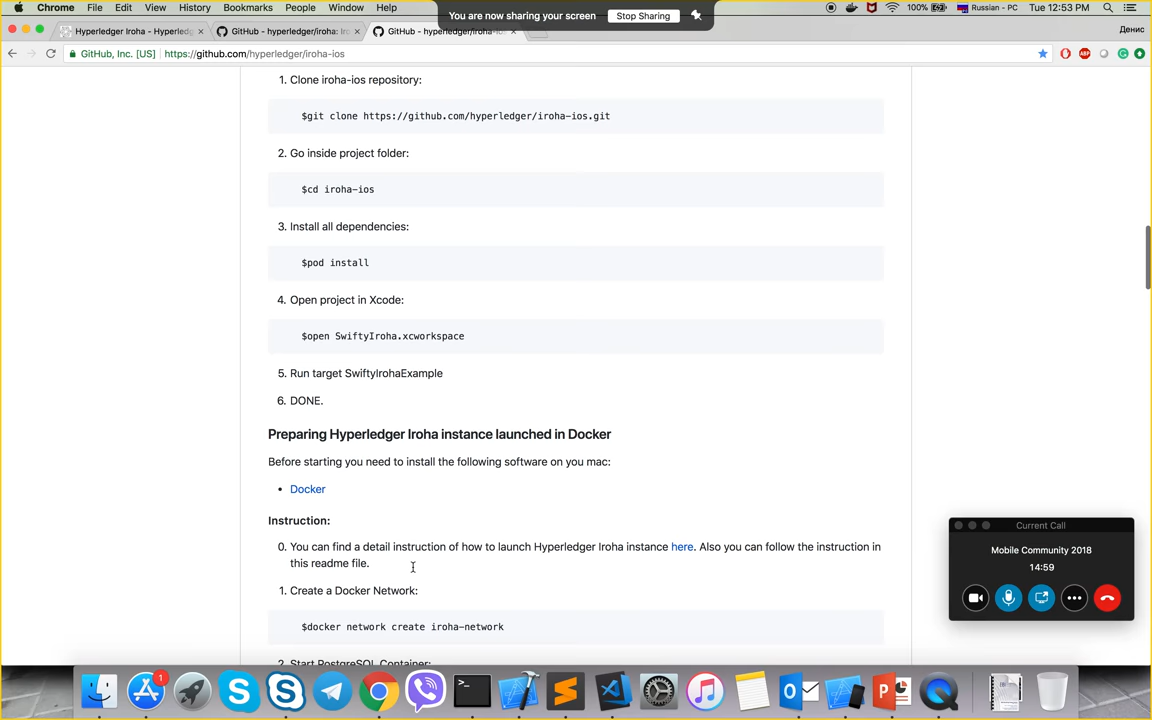 Chrome File Edit View History Bookmarks People Window Help
You are now sharing your screen Stop Sharing
100% Russian - PC Tue 12:53 PM
Hyperledger Iroha - Hyperledg
GitHub - hyperledger/iroha: Ir
GitHub - hyperledger/iroha-ios
Денис
GitHub, Inc. [US] https://github.com/hyperledger/iroha-ios
1. Clone iroha-ios repository:
$git clone https://github.com/hyperledger/iroha-ios.git
2. Go inside project folder:
$cd iroha-ios
3. Install all dependencies:
$pod install
4. Open project in Xcode:
$open SwiftyIroha.xcworkspace
5. Run target SwiftyIrohaExample
6. DONE.
Preparing Hyperledger Iroha instance launched in Docker
Before starting you need to install the following software on you mac:
• Docker
Instruction:
0. You can find a detail instruction of how to launch Hyperledger Iroha instance here. Also you can follow the instruction in
this readme file.
1. Create a Docker Network:
$docker network create iroha-network
2. Start PostgreSQL Container:
Current Call
Mobile Community 2018
14:59
1